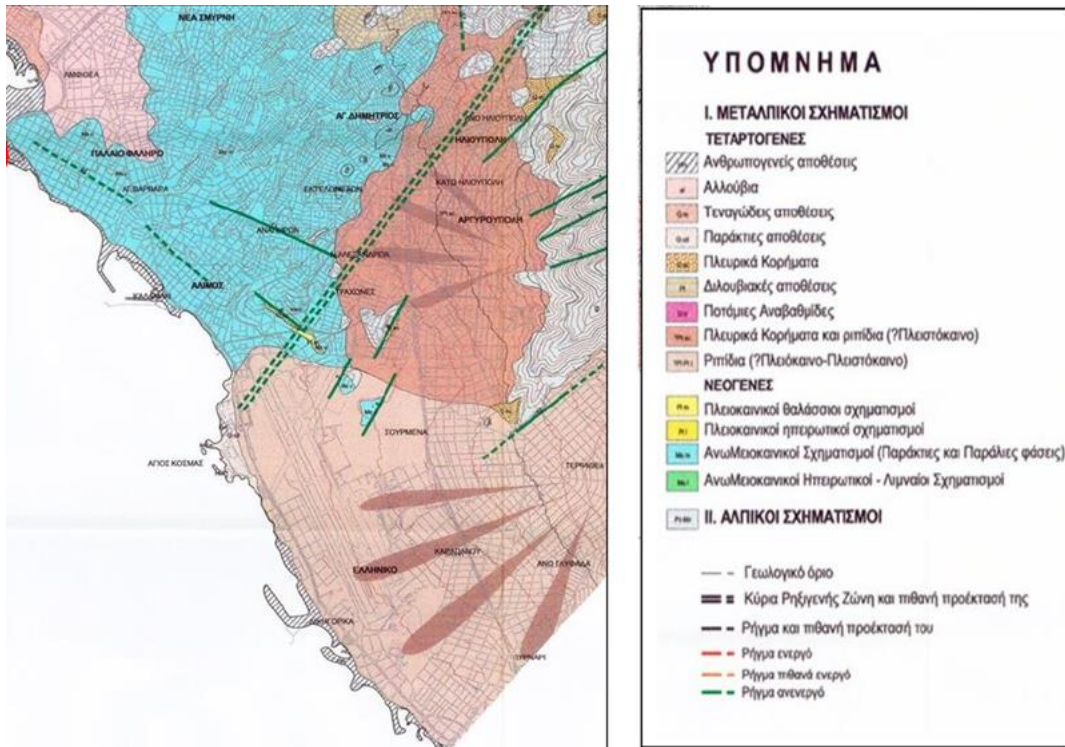 ΝΕΑ ΣΜΥΡΝΗ
ΑΜΦΙΘΕΑ
ΑΓ.ΔΗΜΗΤΡΙΟΣ
ΗΛΙΟΥΠΟΛΗ
ΠΑΛΑΙΟ ΦΑΛΗΡΟ
ΑΓ.ΒΑΡΒΑΡΑ
ΚΑΤΩ ΗΛΙΟΥΠΟΛΗ
ΑΡΓΥΡΟΥΠΟΛΗ
ΑΛΙΜΟΣ
ΤΡΑΧΩΝΕΣ
ΣΟΥΡΜΕΝΑ
ΑΓΙΟΣ ΚΟΣΜΑΣ
ΕΛΛΗΝΙΚΟ
ΑΝΩ ΓΛΥΦΑΔΑ
ΥΠΟΜΝΗΜΑ
Ι. ΜΕΤΑΛΠΙΚΟΙ ΣΧΗΜΑΤΙΣΜΟΙ
ΤΕΤΑΡΤΟΓΕΝΕΣ
Ανθρωπογενείς αποθέσεις
al Αλλούβια
Τεναγώδεις αποθέσεις
Παράκτιες αποθέσεις
Πλευρικά Κορήματα
Διλουβιακές αποθέσεις
Ποτάμιες Αναβαθμίδες
Πλευρικά Κορήματα και ριπίδια (?Πλειστόκαινο)
Ριπίδια (?Πλειόκαινο-Πλειστόκαινο)
ΝΕΟΓΕΝΕΣ
Πλειοκαινικοί θαλάσσιοι σχηματισμοί
Πλειοκαινικοί ηπειρωτικοί σχηματισμοί
ΑνωΜειοκαινικοί Σχηματισμοί (Παράκτιες και Παράλιες φάσεις)
ΑνωΜειοκαινικοί Ηπειρωτικοί - Λιμναίοι Σχηματισμοί
ΙΙ. ΑΛΠΙΚΟΙ ΣΧΗΜΑΤΙΣΜΟΙ
Γεωλογικό όριο
Κύρια Ρηξιγενής Ζώνη και πιθανή προέκτασή της
Ρήγμα και πιθανή προέκτασή του
Ρήγμα ενεργό
Ρήγμα πιθανά ενεργό
Ρήγμα ανενεργό